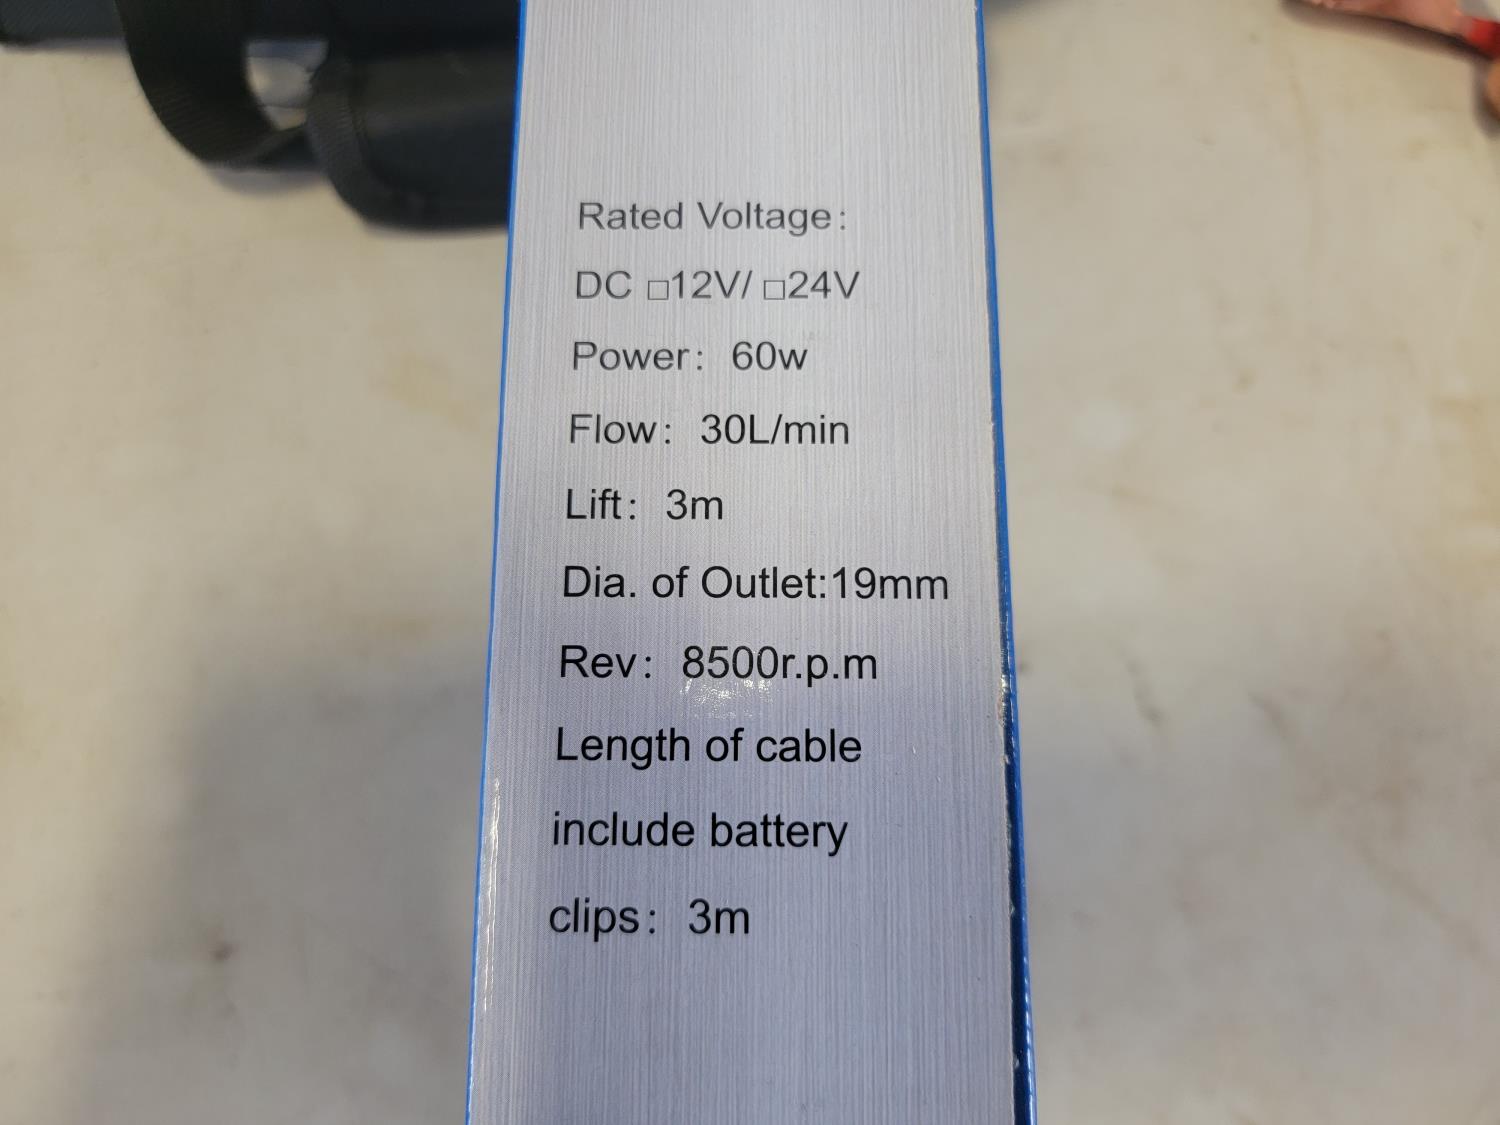 Rated Voltage:
DC □12V/ □24V
Power: 60w
Flow: 30L/min
Lift: 3m
Dia. of Outlet:19mm
Rev: 8500r.p.m
Length of cable
include battery
clips: 3m